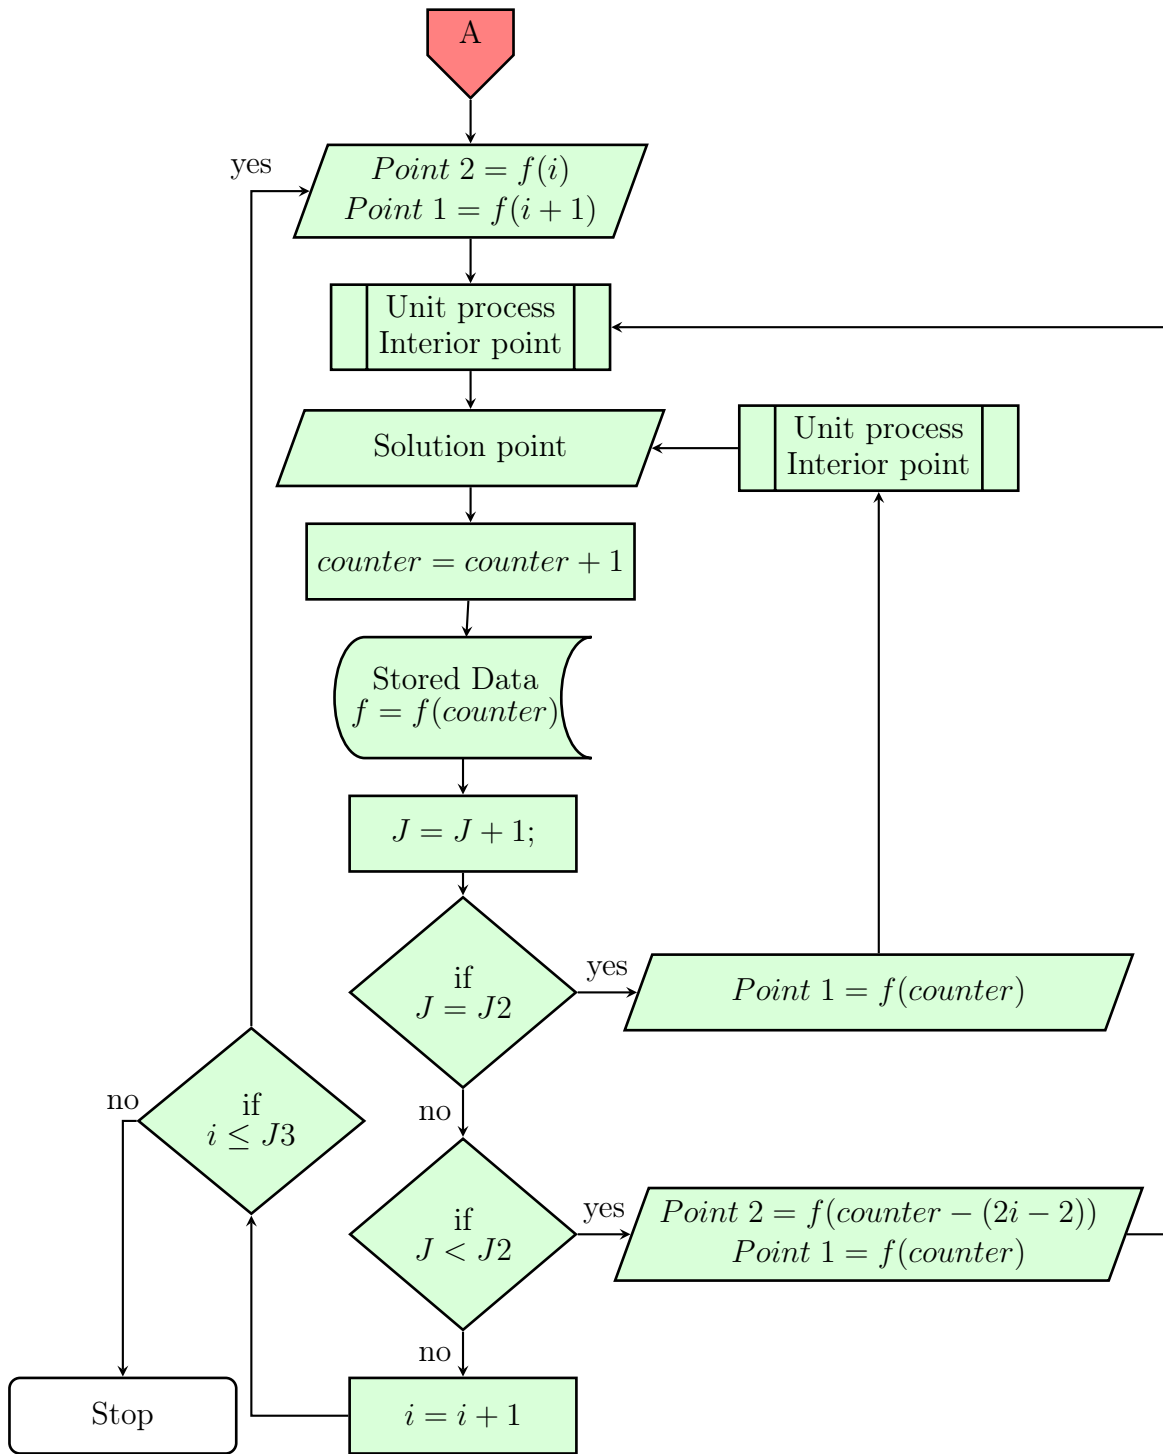 A
yes
Point 2 = f(i)
Point 1 = f(i + 1)
Unit process
Interior point
Solution point
Unit process
Interior point
counter = counter + 1
Stored Data
f = f(counter)
J = J + 1;
if
J = J2
yes
Point 1 = f(counter)
no
if
i ≤ J3
no
if
J < J2
yes
Point 2 = f(counter − (2i − 2))
Point 1 = f(counter)
no
Stop
i = i + 1